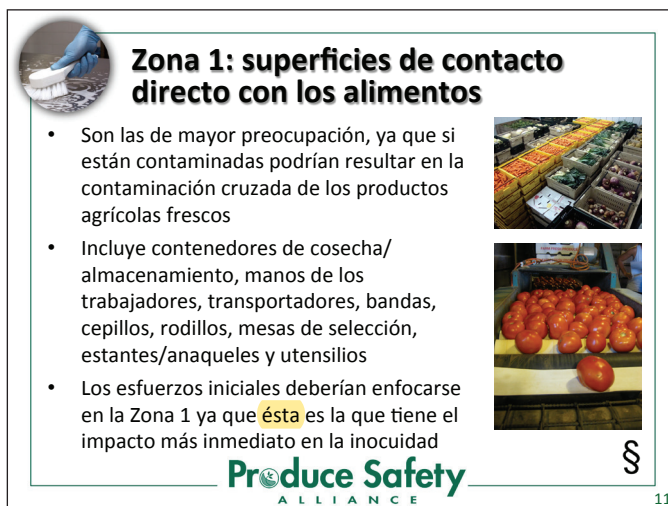 Zona 1: superficies de contacto
directo con los alimentos
• Son las de mayor preocupación, ya que si
están contaminadas podrían resultar en la
contaminación cruzada de los productos
agrícolas frescos
• Incluye contenedores de cosecha/
almacenamiento, manos de los
trabajadores, transportadores, bandas,
cepillos, rodillos, mesas de selección,
estantes/anaqueles y utensilios
• Los esfuerzos iniciales deberían enfocarse
en la Zona 1 ya que ésta es la que tiene el
impacto más inmediato en la inocuidad
§
Produce Safety
ALLIANCE
11